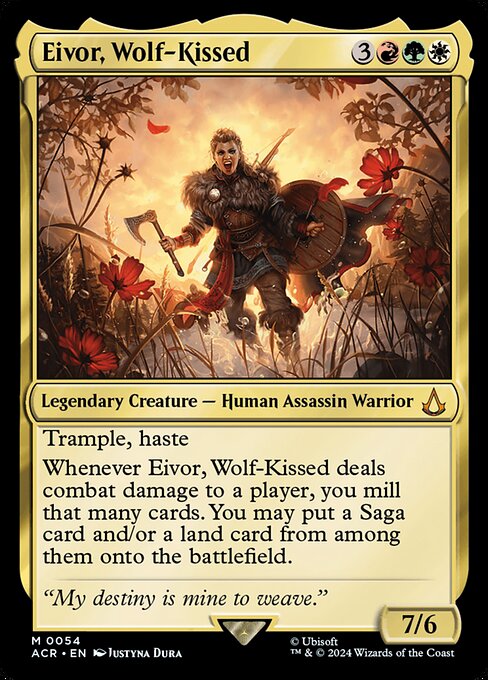 Eivor, Wolf-Kissed 3
Legendary Creature — Human Assassin Warrior
Trample, haste
Whenever Eivor, Wolf-Kissed deals
combat damage to a player, you mill
that many cards. You may put a Saga
card and/or a land card from among
them onto the battlefield.
“My destiny is mine to weave.”
7/6
M 0054
ACR • EN Justyna Dura
© Ubisoft
™ & © 2024 Wizards of the Coast